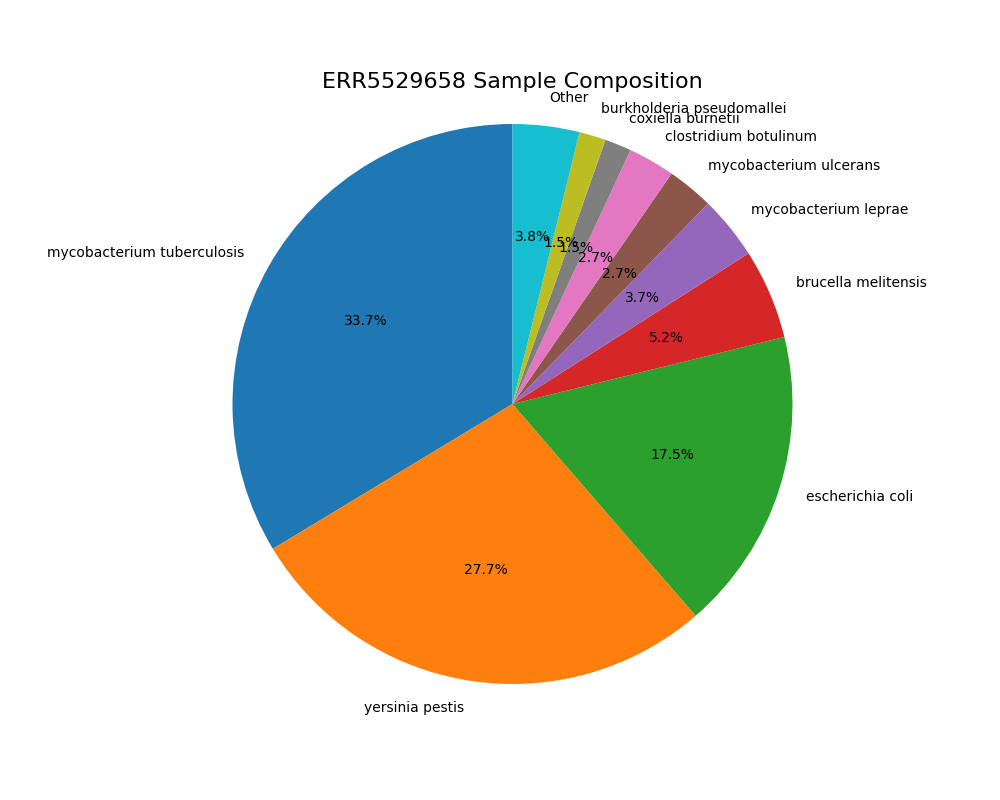 ERR5529658 Sample Composition
Other
burkholderia pseudomallei
coxiella burnetii
clostridium botulinum
mycobacterium ulcerans
mycobacterium leprae
mycobacterium tuberculosis
brucella melitensis
3.8%
1.5%
1.5%
2.7%
2.7%
3.7%
33.7%
5.2%
17.5%
escherichia coli
27.7%
yersinia pestis